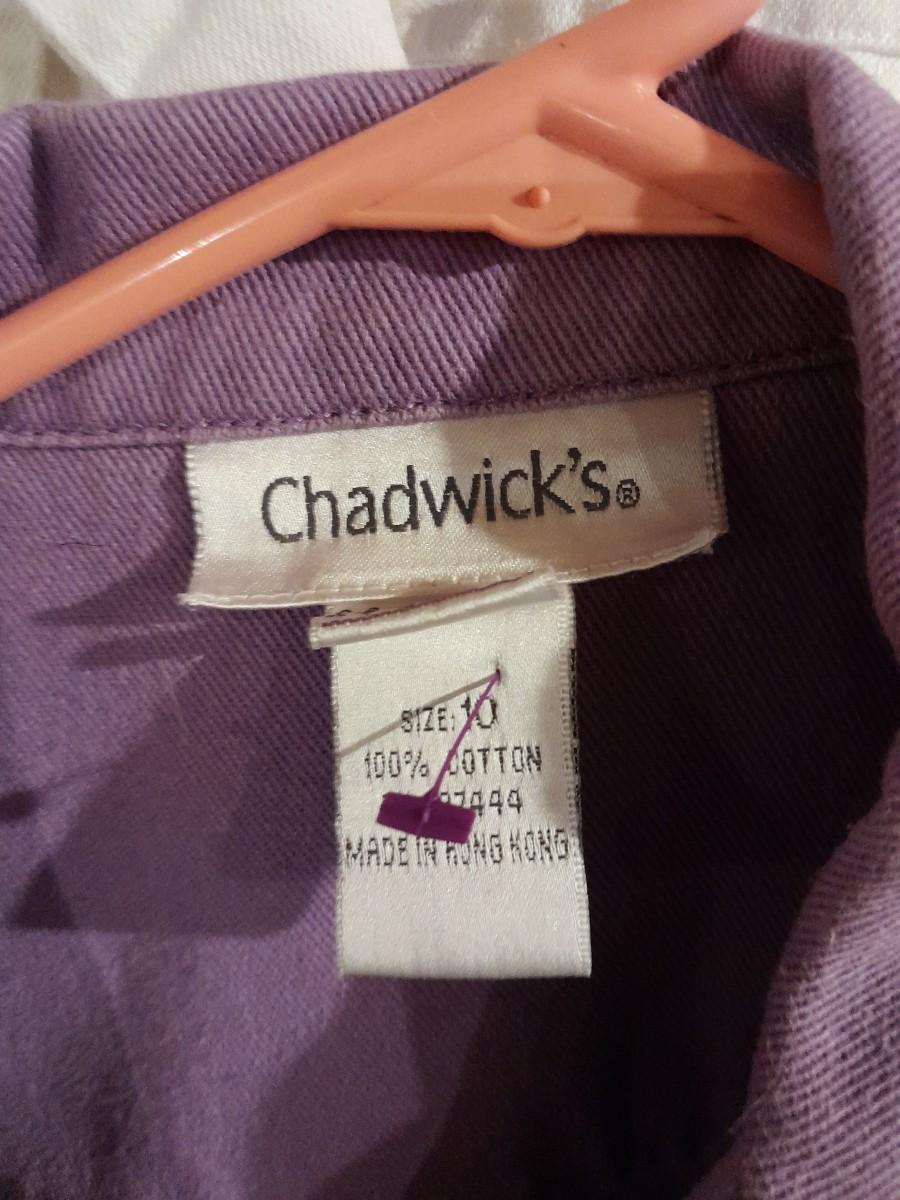 Chadwick's®
SIZE: 10
100% COTTON
MADE IN HONG KONG